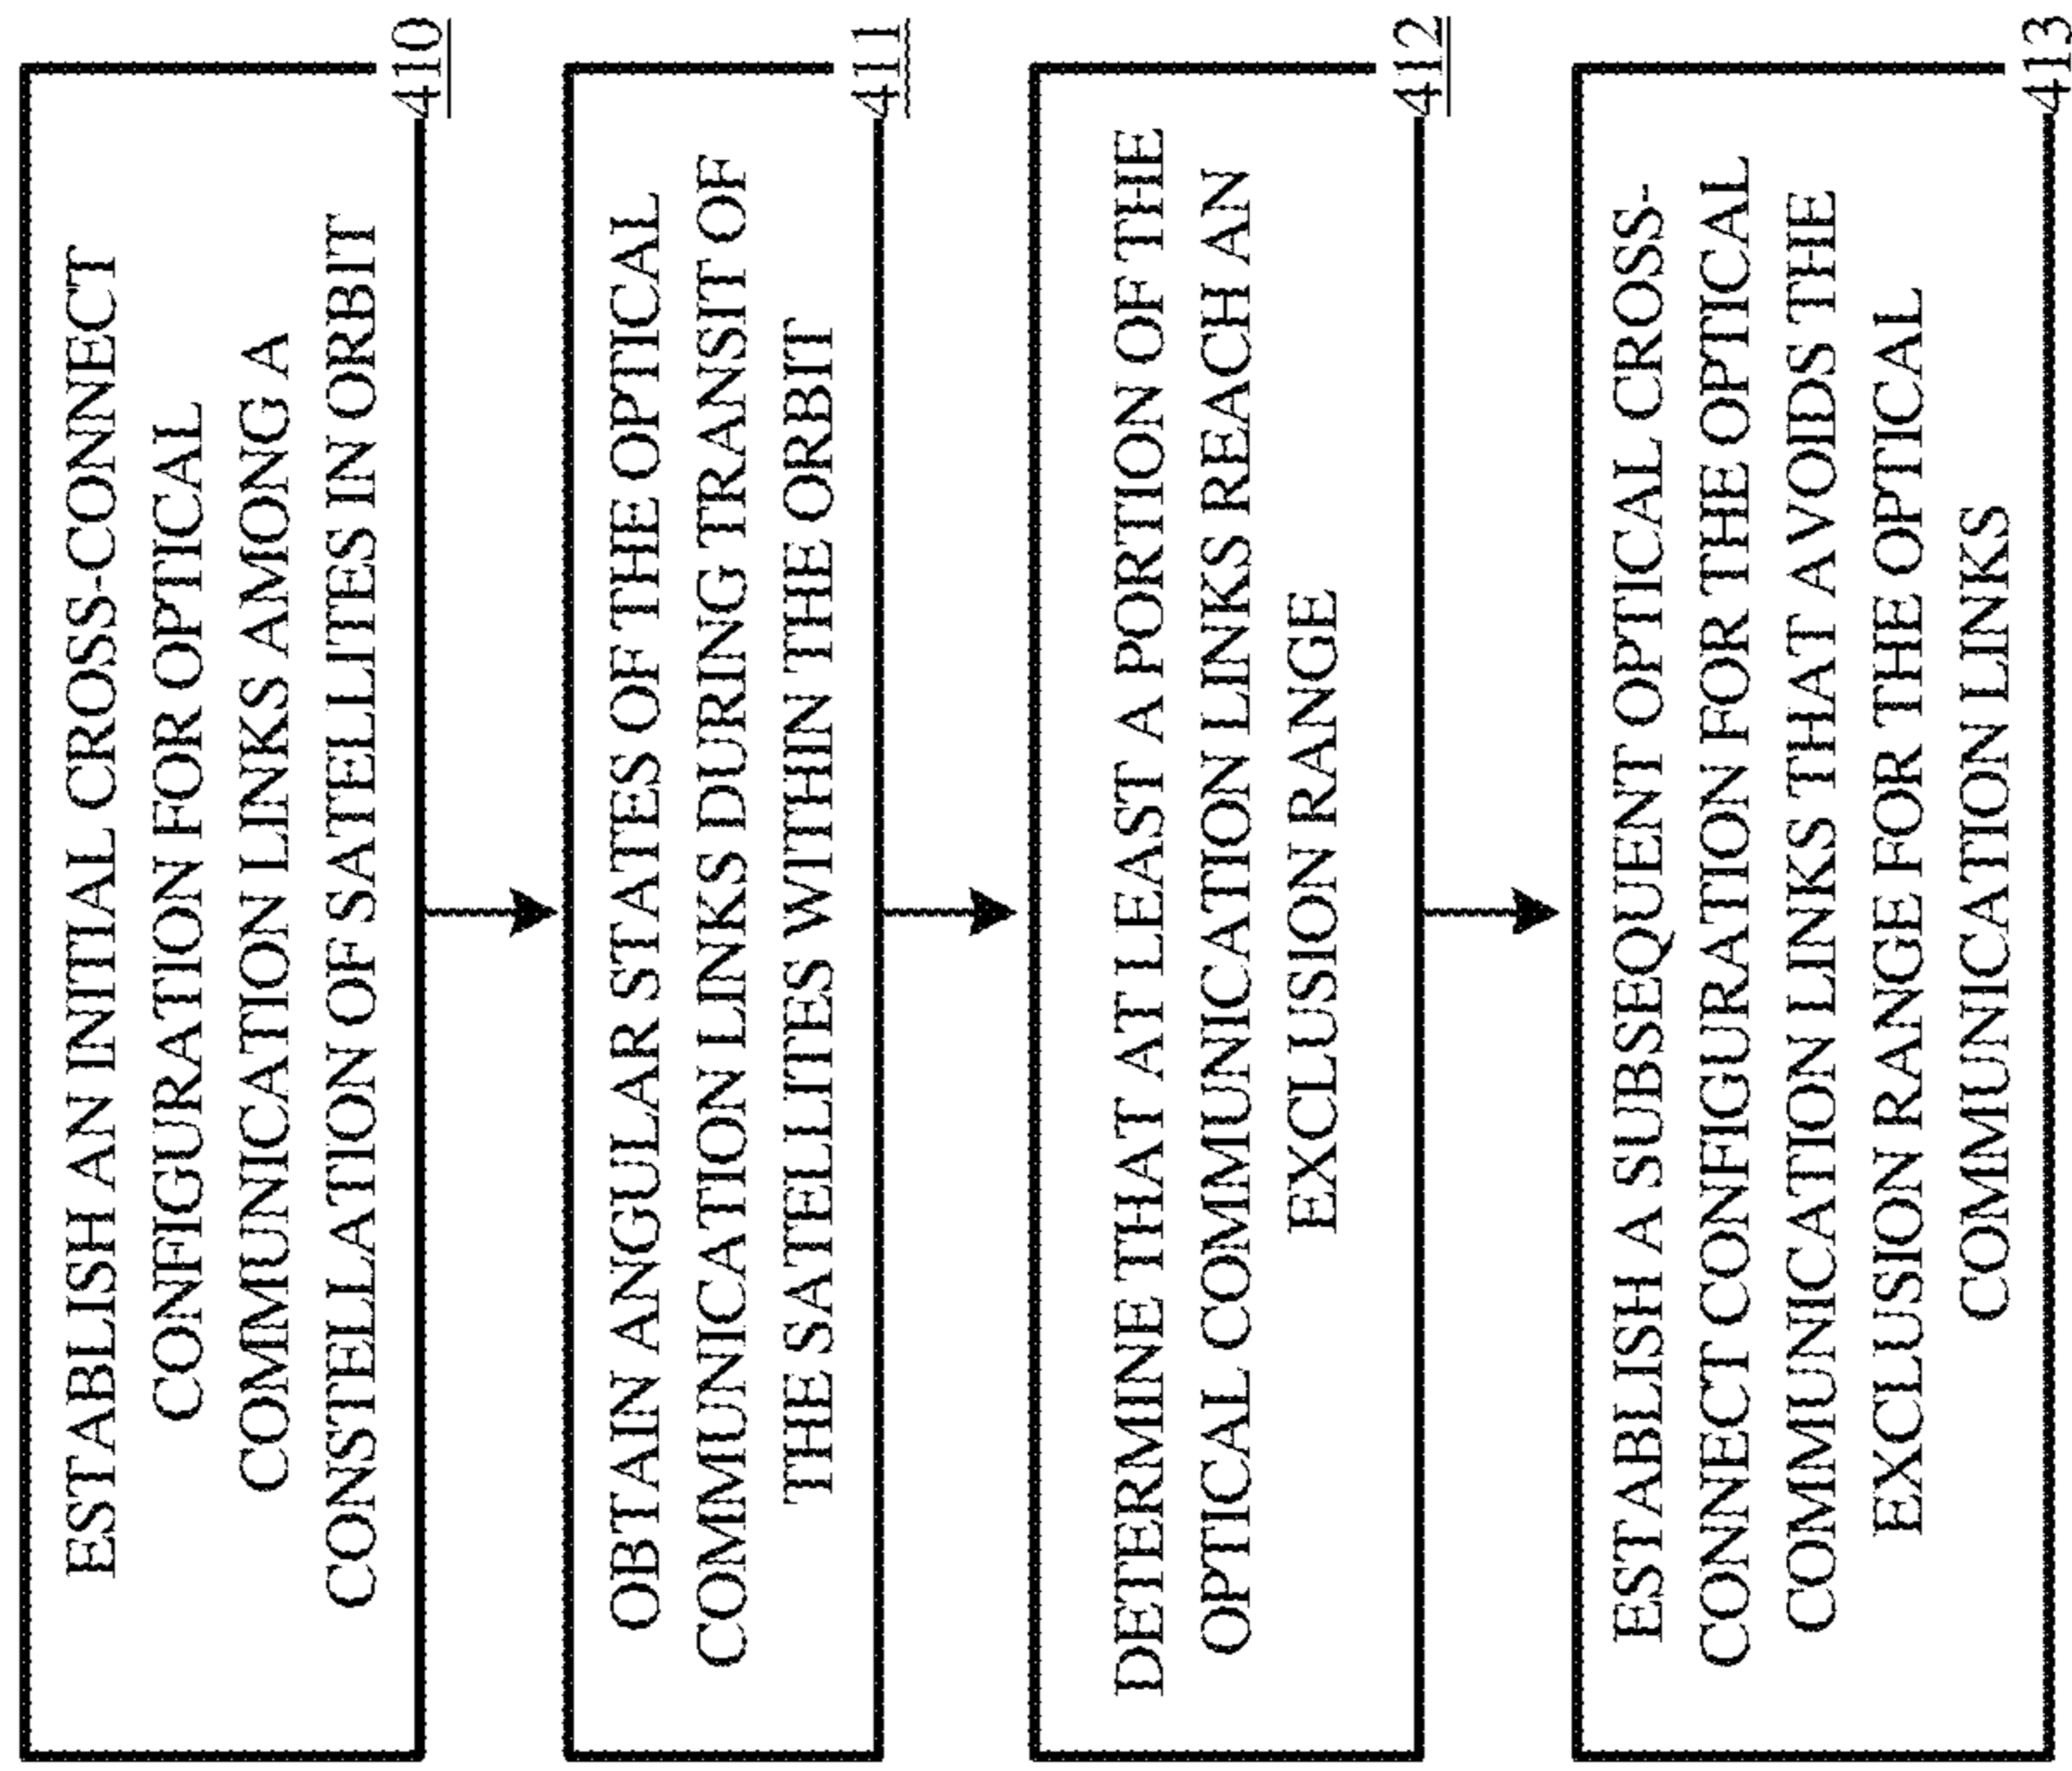 ESTABLISH AN INITIAL CROSS-CONNECT
CONFIGURATION FOR OPTICAL
COMMUNICATION LINKS AMONG A
CONSTELLATION OF SATELLITES IN ORBIT
410
OBTAIN ANGULAR STATES OF THE OPTICAL
COMMUNICATION LINKS DURING TRANSIT OF
THE SATELLITES WITHIN THE ORBIT
411
DETERMINE THAT AT LEAST A PORTION OF THE
OPTICAL COMMUNICATION LINKS REACH AN
EXCLUSION RANGE
412
ESTABLISH A SUBSEQUENT OPTICAL CROSS-
CONNECT CONFIGURATION FOR THE OPTICAL
COMMUNICATION LINKS THAT AVOIDS THE
EXCLUSION RANGE FOR THE OPTICAL
COMMUNICATION LINKS
413